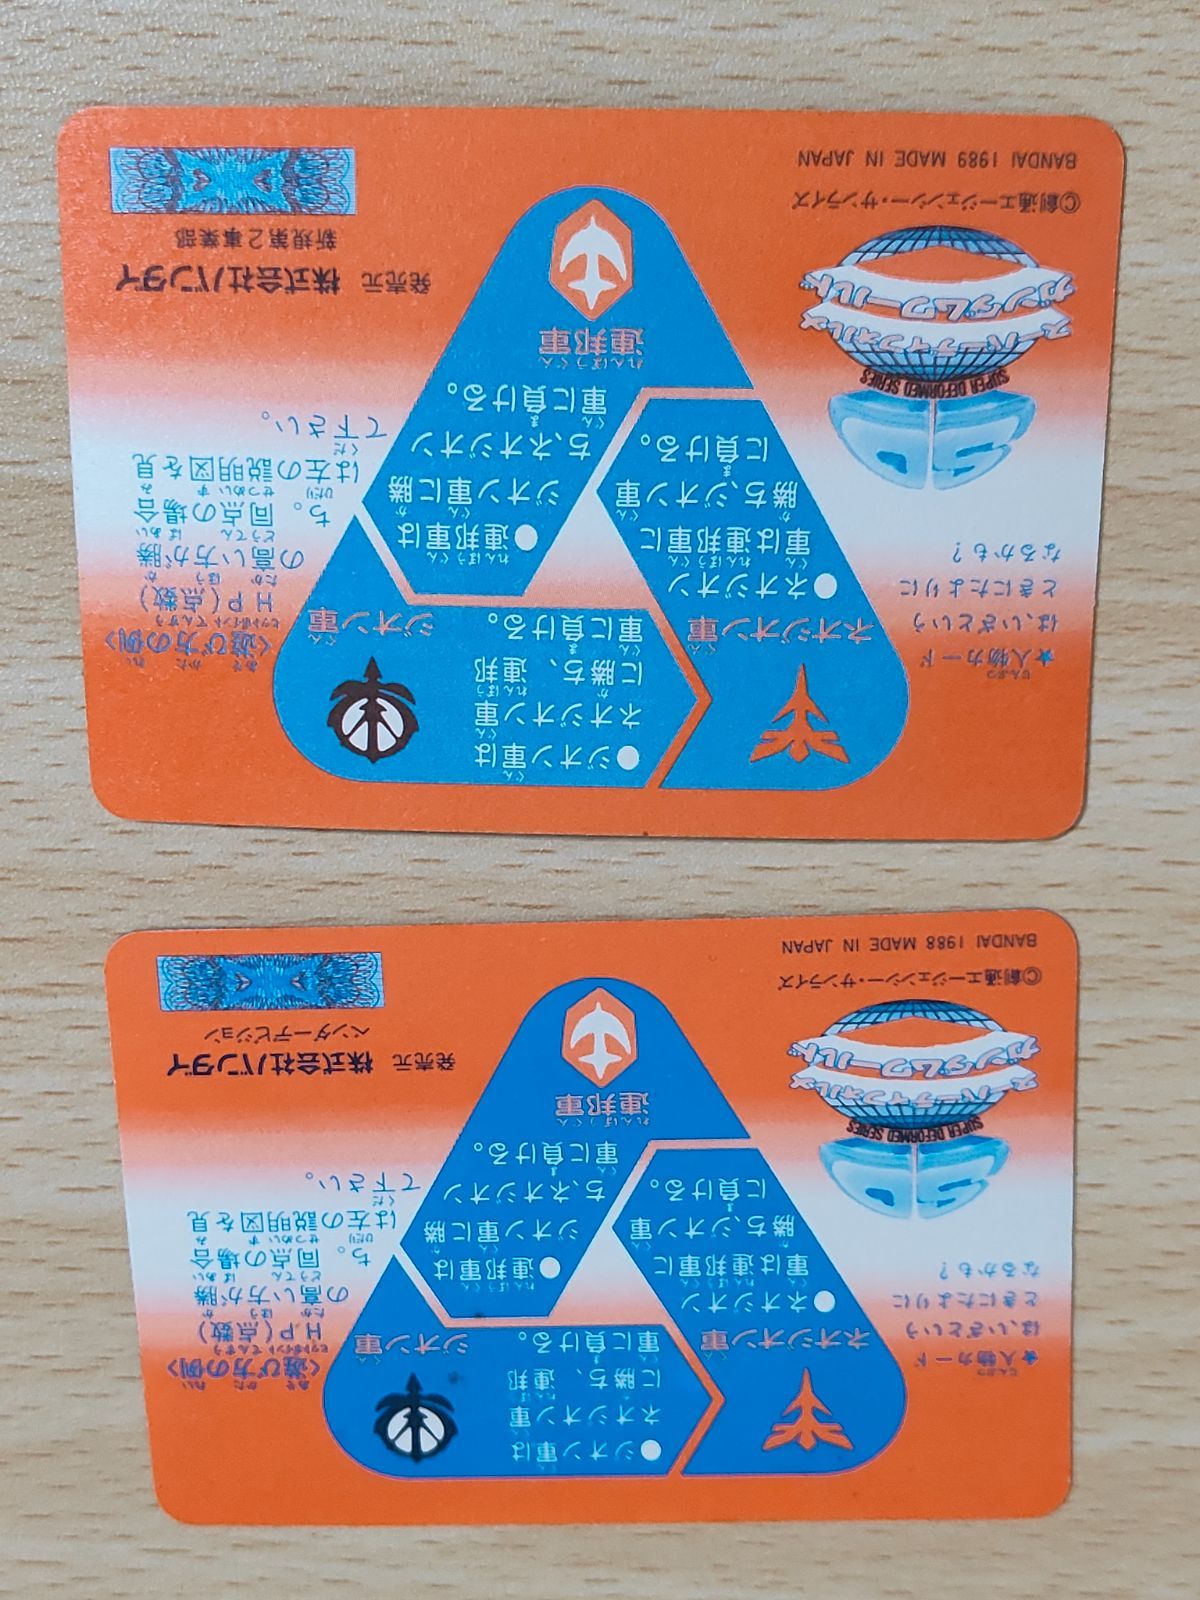 ★人物カード
は、いざという
ときにたよりに
なるかも?
SUPER DEFORMED SERIES
スーパーディフォルメ
ガンダムワールド
©創通エージェンシー・サンライズ
BANDAI 1988 MADE IN JAPAN
ネオジオン軍
●ネオジオン
軍は連邦軍に
勝ち、ジオン軍
に負ける。
●ジオン軍は
ネオジオン軍
に勝ち、連邦
軍に負ける。
ジオン軍
●連邦軍は
ジオン軍に勝
ち、ネオジオン
軍に負ける。
連邦軍
〈遊び方の例〉
HP(点数)
の高い方が勝
ち。同点の場合
は左の説明図を見
て下さい。
発売元 株式会社バンダイ
ベンダーデビジョン
★人物カード
は、いざという
ときにたよりに
なるかも?
SUPER DEFORMED SERIES
スーパーディフォルメ
ガンダムワールド
©創通エージェンシー・サンライズ
BANDAI 1989 MADE IN JAPAN
ネオジオン軍
●ネオジオン
軍は連邦軍に
勝ち、ジオン軍
に負ける。
●ジオン軍は
ネオジオン軍
に勝ち、連邦
軍に負ける。
ジオン軍
●連邦軍は
ジオン軍に勝
ち、ネオジオン
軍に負ける。
連邦軍
〈遊び方の例〉
HP(点数)
の高い方が勝
ち。同点の場合
は左の説明図を見
て下さい。
発売元 株式会社バンダイ
新規第2事業部